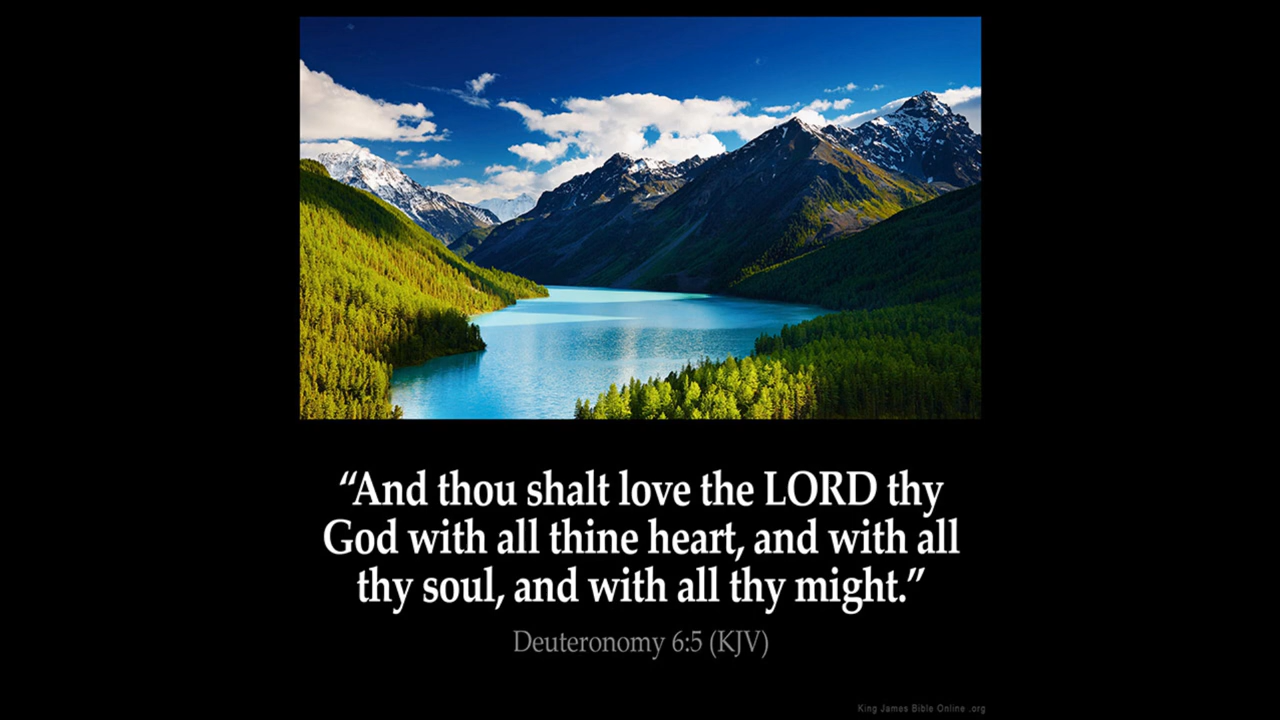 “And thou shalt love the LORD thy
God with all thine heart, and with all
thy soul, and with all thy might.”
Deuteronomy 6:5 (KJV)
King James Bible Online .org